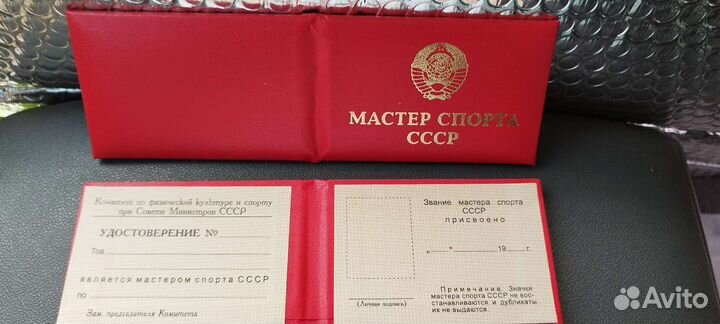 МАСТЕР СПОРТА
СССР
Комитет по физической культуре и спорту
при Совете Министров СССР
УДОСТОВЕРЕНИЕ №
Тов.
является мастером спорта СССР
по
Зам. председателя Комитета
(Личная подпись)
Звание мастера спорта
СССР
присвоено
„ “ 19 г.
Примечание. Значки
мастера спорта СССР не вос-
станавливаются и дубликаты
их не выдаются.
Avito